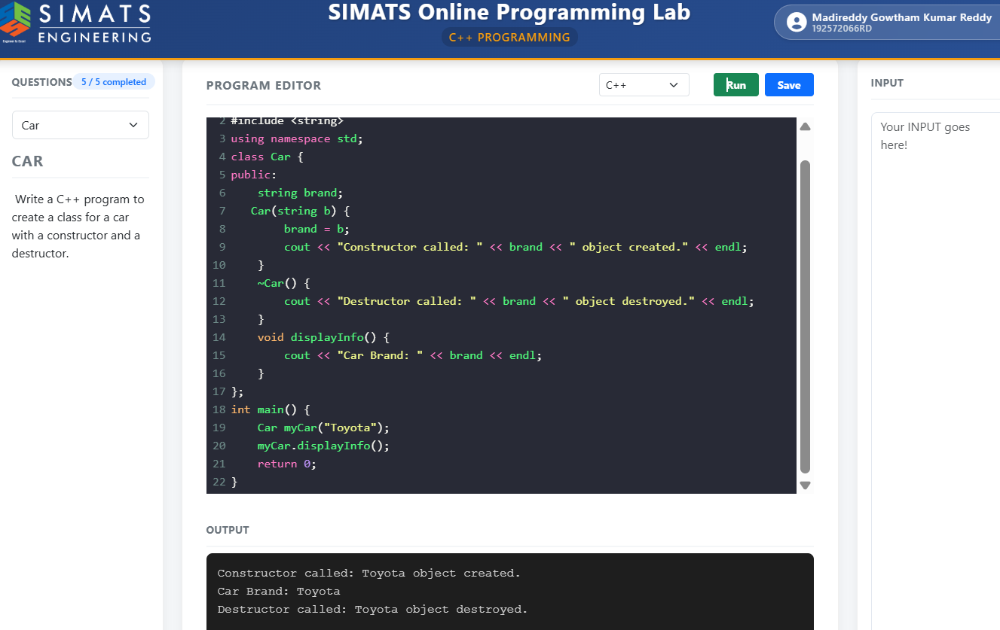 SIMATS
ENGINEERING
Engineer to Excel
SIMATS Online Programming Lab
C++ PROGRAMMING
Madireddy Gowtham Kumar Reddy
192572066RD
QUESTIONS 5 / 5 completed
Car
CAR
Write a C++ program to
create a class for a car
with a constructor and a
destructor.
PROGRAM EDITOR
C++
Run
Save
2 #include <string>
3 using namespace std;
4 class Car {
5 public:
6     string brand;
7    Car(string b) {
8         brand = b;
9         cout << "Constructor called: " << brand << " object created." << endl;
10     }
11     ~Car() {
12         cout << "Destructor called: " << brand << " object destroyed." << endl;
13     }
14     void displayInfo() {
15         cout << "Car Brand: " << brand << endl;
16     }
17 };
18 int main() {
19     Car myCar("Toyota");
20     myCar.displayInfo();
21     return 0;
22 }
OUTPUT
Constructor called: Toyota object created.
Car Brand: Toyota
Destructor called: Toyota object destroyed.
INPUT
Your INPUT goes
here!